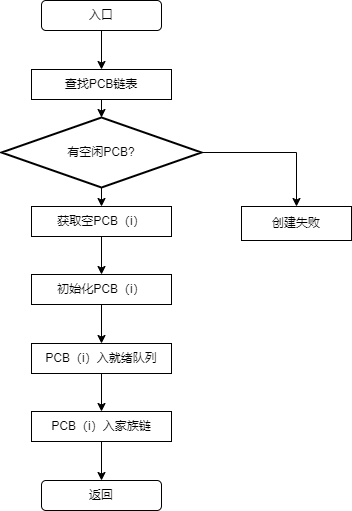 入口
查找PCB链表
有空闲PCB?
获取空PCB（i）
创建失败
初始化PCB（i）
PCB（i）入就绪队列
PCB（i）入家族链
返回